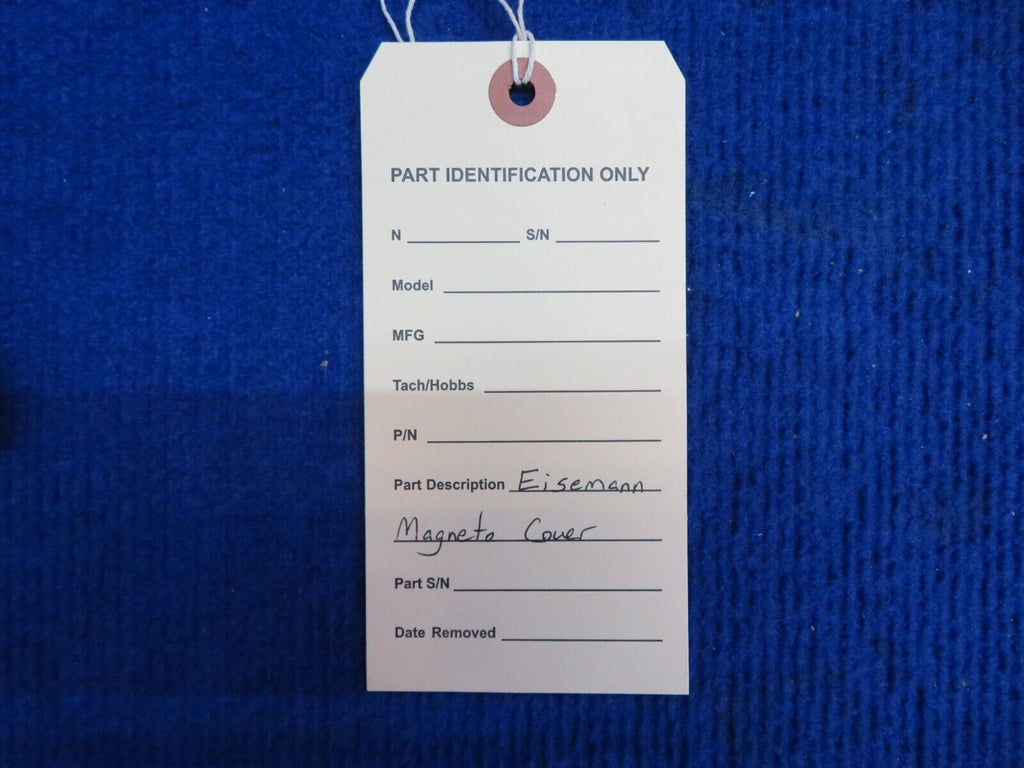 PART IDENTIFICATION ONLY
N S/N
Model
MFG
Tach/Hobbs
P/N
Part Description Eisemann
Magneto Cover
Part S/N
Date Removed